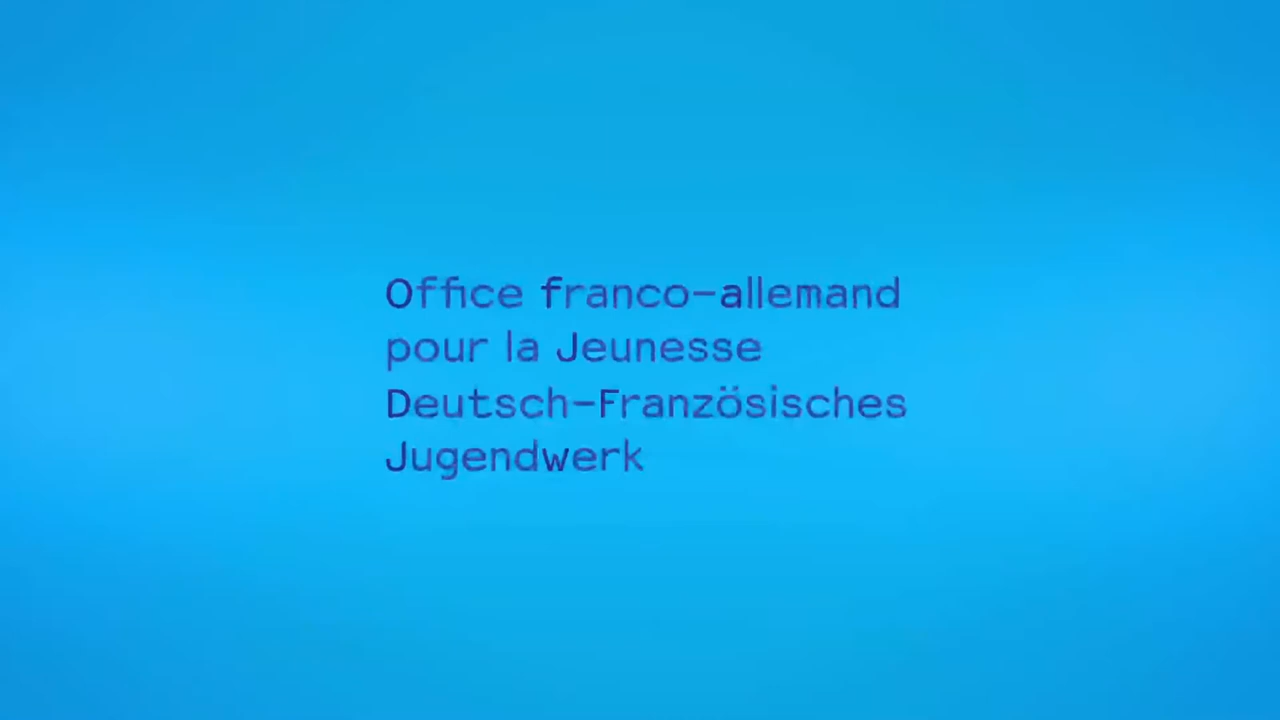 Office franco-allemand
pour la Jeunesse
Deutsch-Französisches
Jugendwerk